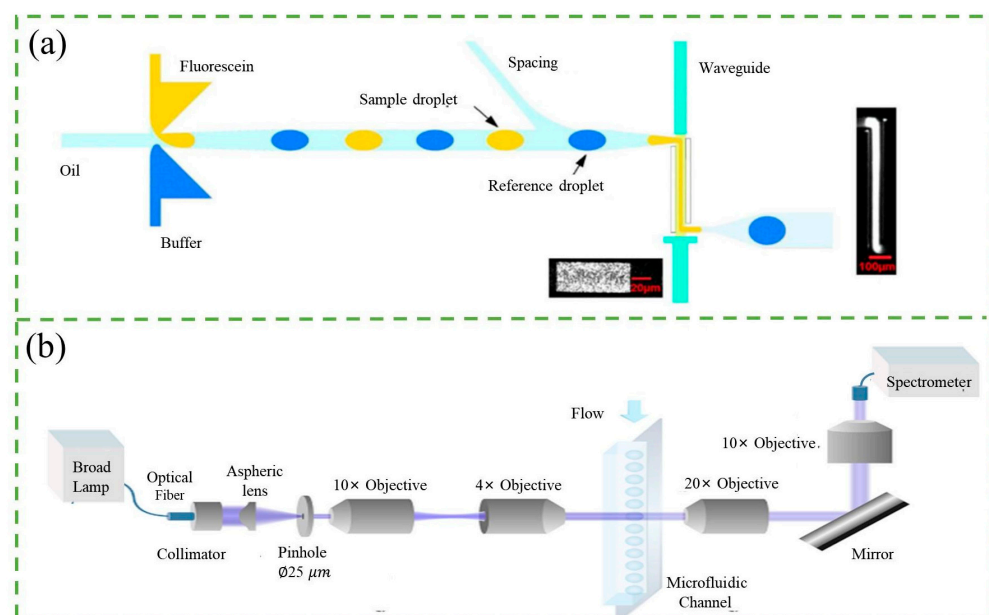 (a)
Fluorescein
Spacing
Waveguide
Sample droplet
Oil
Reference droplet
Buffer
20μm
100μm
(b)
Spectrometer
Flow
10× Objective.
Broad
Lamp
Optical
Fiber
Aspheric
lens
10× Objective
4× Objective
20× Objective
Collimator
Pinhole
Ø25 μm
Mirror
Microfluidic
Channel